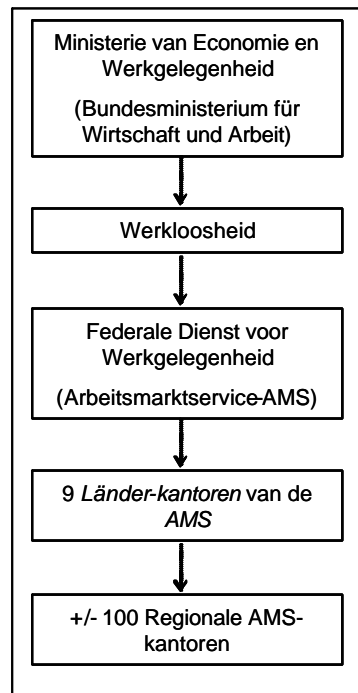 Ministerie van Economie en
Werkgelegenheid
(Bundesministerium für
Wirtschaft und Arbeit)
Werkloosheid
Federale Dienst voor
Werkgelegenheid
(Arbeitsmarktservice-AMS)
9 Länder-kantoren van de
AMS
+/- 100 Regionale AMS-
kantoren